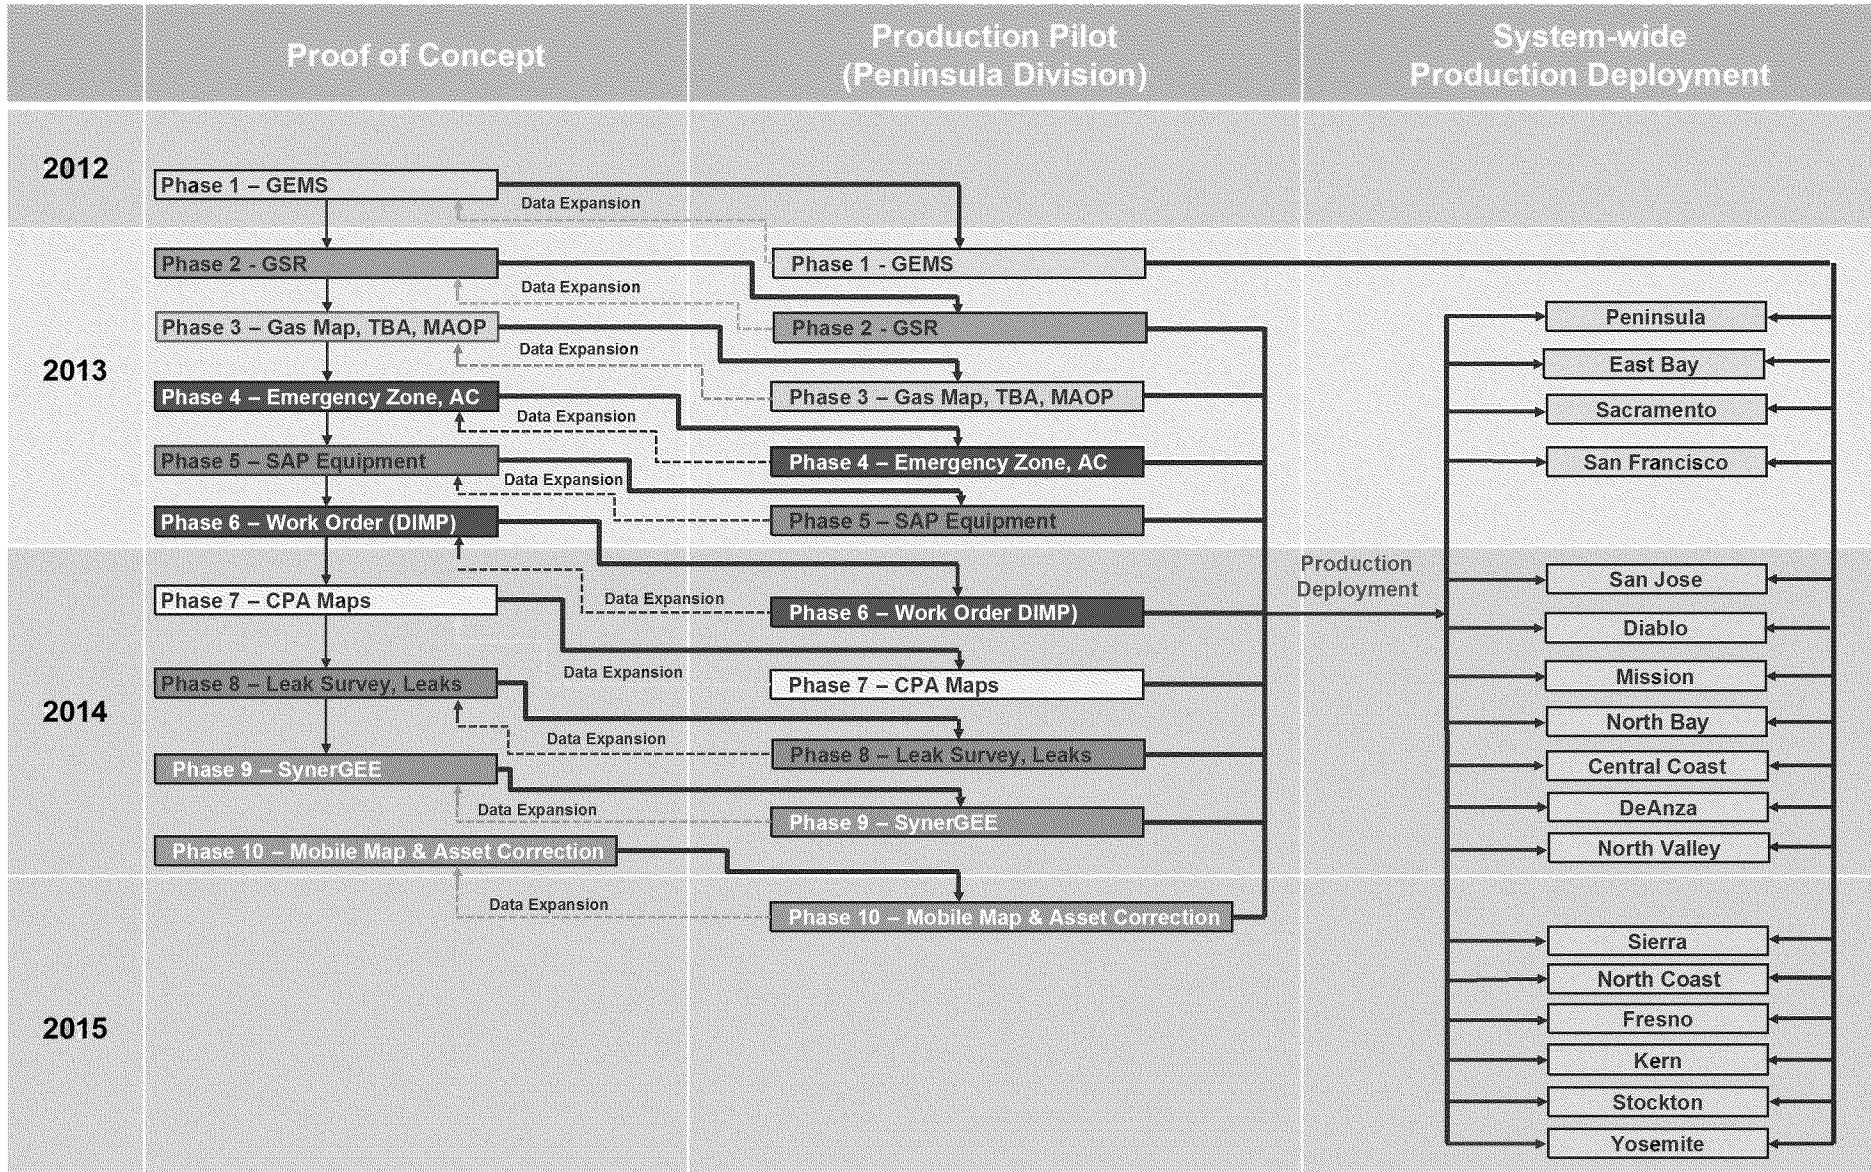 Proof of Concept
Production Pilot
(Peninsula Division)
System-wide
Production Deployment
2012
Phase 1 – GEMS
Data Expansion
2013
Phase 2 - GSR
Data Expansion
Phase 3 – Gas Map, TBA, MAOP
Data Expansion
Phase 4 – Emergency Zone, AC
Data Expansion
Phase 5 – SAP Equipment
Data Expansion
Phase 6 – Work Order (DIMP)
Phase 1 - GEMS
Phase 2 - GSR
Phase 3 – Gas Map, TBA, MAOP
Phase 4 – Emergency Zone, AC
Phase 5 – SAP Equipment
Peninsula
East Bay
Sacramento
San Francisco
2014
Data Expansion
Phase 7 – CPA Maps
Data Expansion
Phase 8 – Leak Survey, Leaks
Data Expansion
Phase 9 – SynerGEE
Data Expansion
Phase 10 – Mobile Map & Asset Correction
Phase 6 – Work Order DIMP)
Phase 7 – CPA Maps
Phase 8 – Leak Survey, Leaks
Phase 9 – SynerGEE
Production
Deployment
San Jose
Diablo
Mission
North Bay
Central Coast
DeAnza
North Valley
2015
Data Expansion
Phase 10 – Mobile Map & Asset Correction
Sierra
North Coast
Fresno
Kern
Stockton
Yosemite